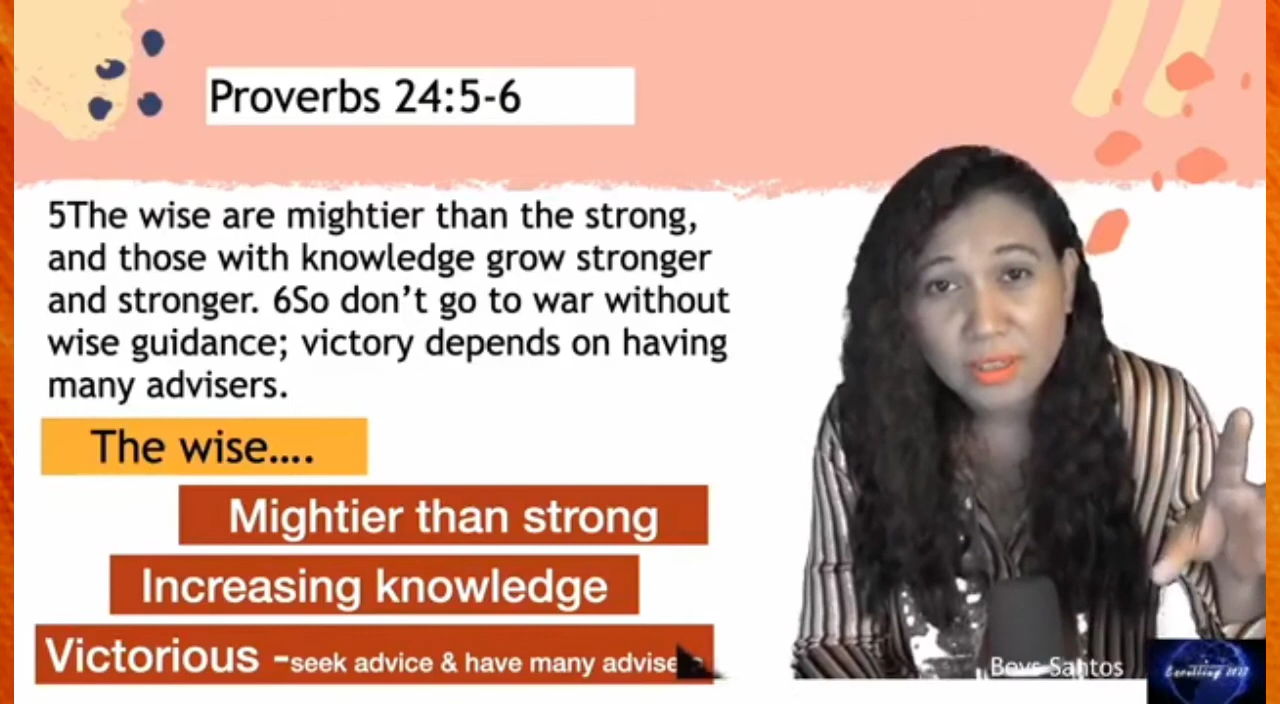 Proverbs 24:5-6
5The wise are mightier than the strong,
and those with knowledge grow stronger
and stronger. 6So don’t go to war without
wise guidance; victory depends on having
many advisers.
The wise....
Mightier than strong
Increasing knowledge
Victorious -seek advice & have many advise
Santos